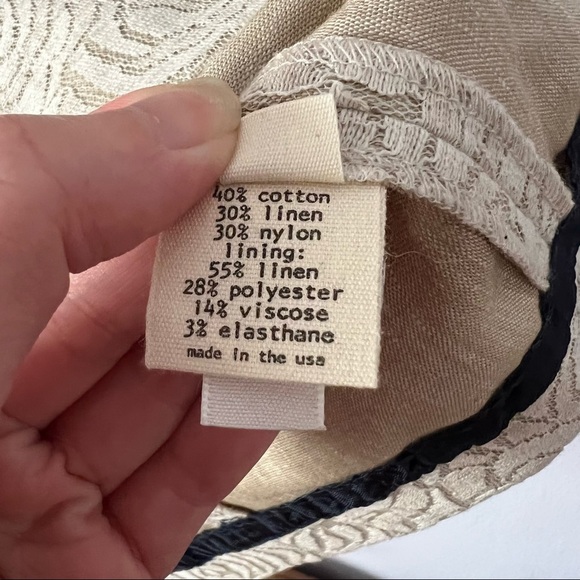 40% cotton
30% linen
30% nylon
lining:
55% linen
28% polyester
14% viscose
3% elasthane
made in the usa